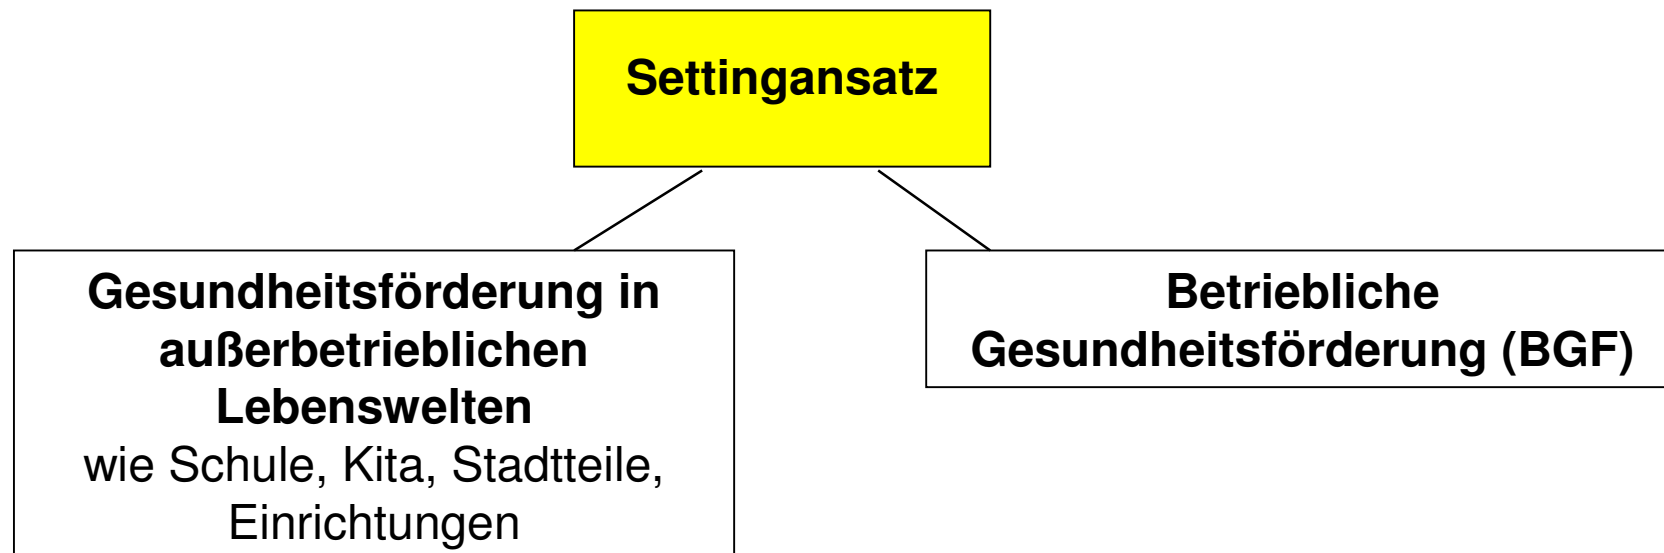 Settingansatz
Gesundheitsförderung in
außerbetrieblichen
Lebenswelten
wie Schule, Kita, Stadtteile,
Einrichtungen
Betriebliche
Gesundheitsförderung (BGF)